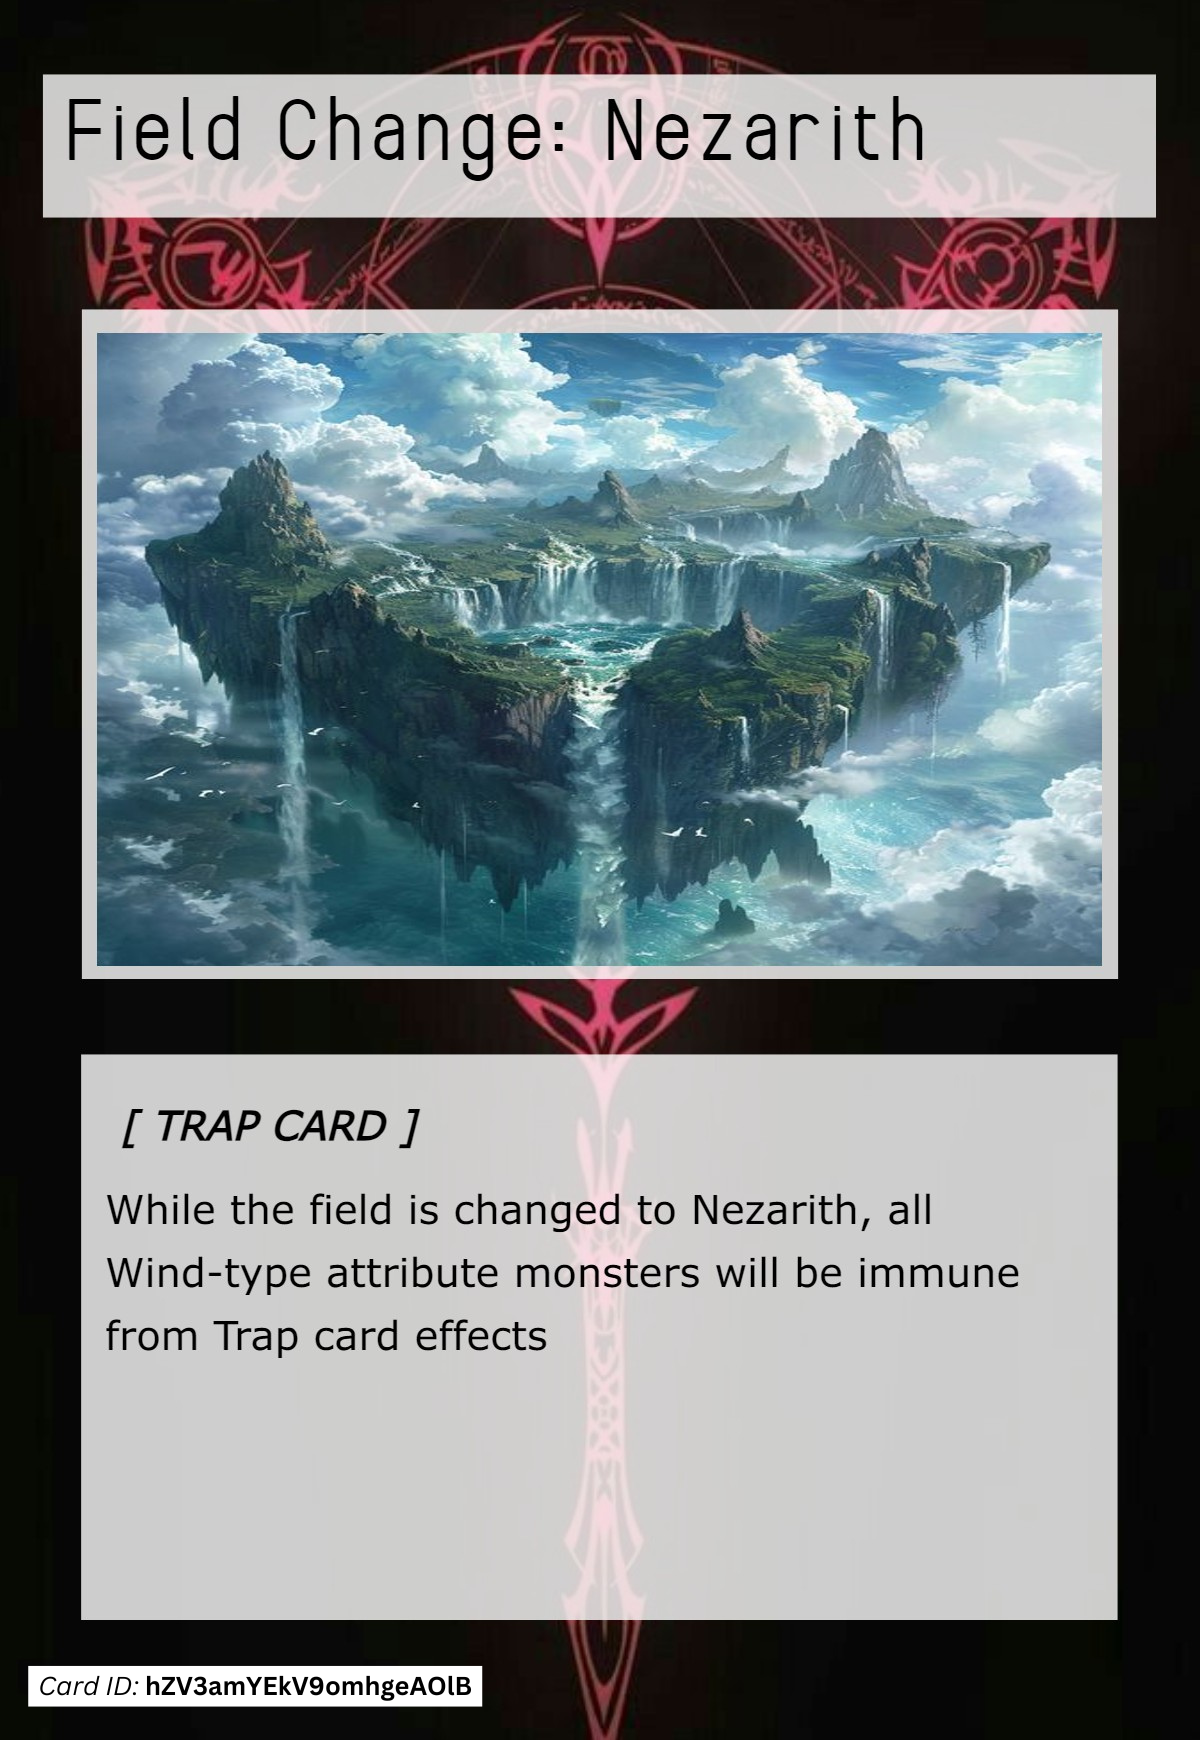 Field Change: Nezarith
[ TRAP CARD ]
While the field is changed to Nezarith, all
Wind-type attribute monsters will be immune
from Trap card effects
Card ID: hZV3amYEkV9omhgeAOlB